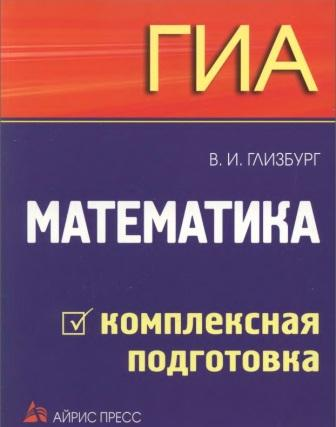 ГИА
В. И. ГЛИЗБУРГ
МАТЕМАТИКА
комплексная
подготовка
АЙРИС ПРЕСС